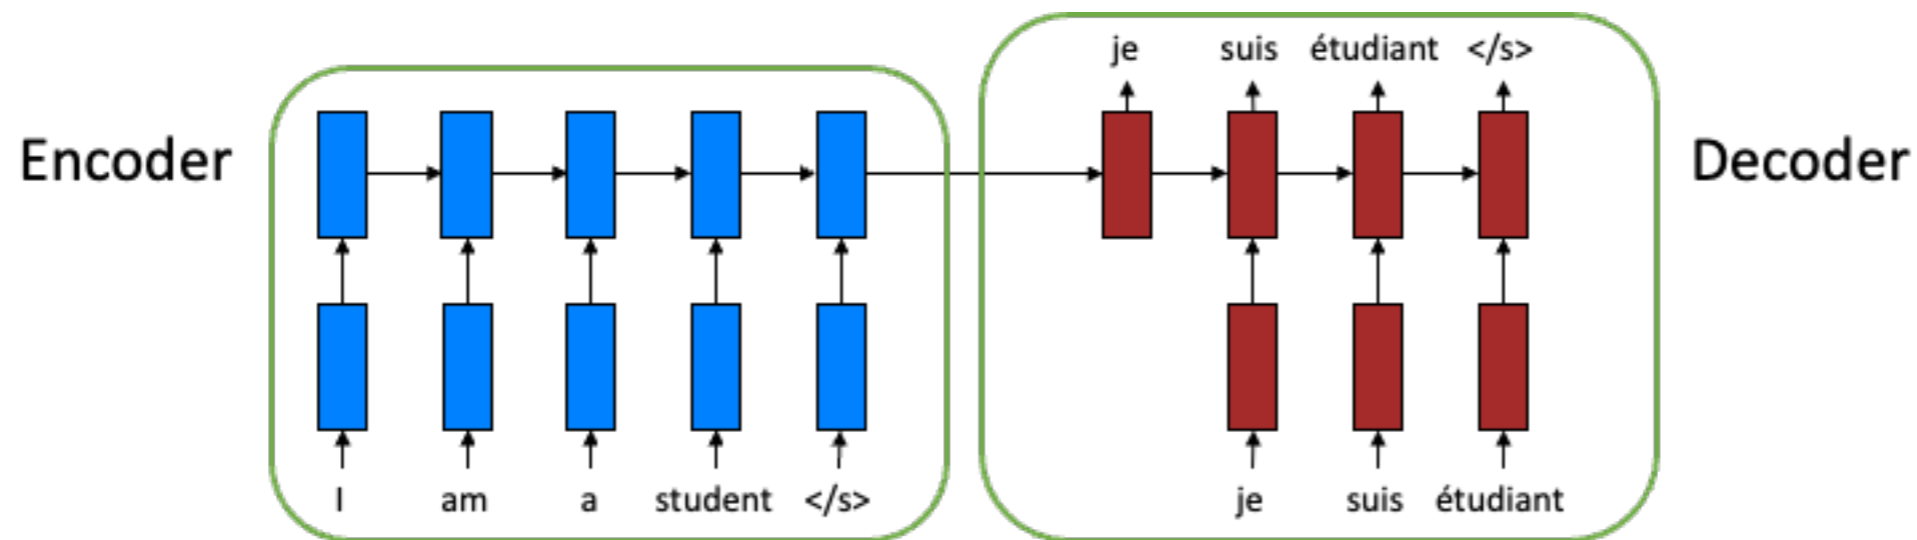 je suis étudiant </s>
Encoder
Decoder
I am a student </s>
je suis étudiant